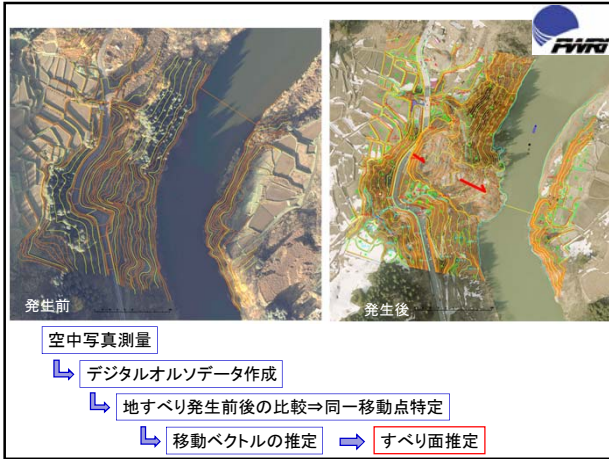 PWRI
発生前
発生後
空中写真測量
デジタルオルソデータ作成
地すべり発生前後の比較⇒同一移動点特定
移動ベクトルの推定
すべり面推定